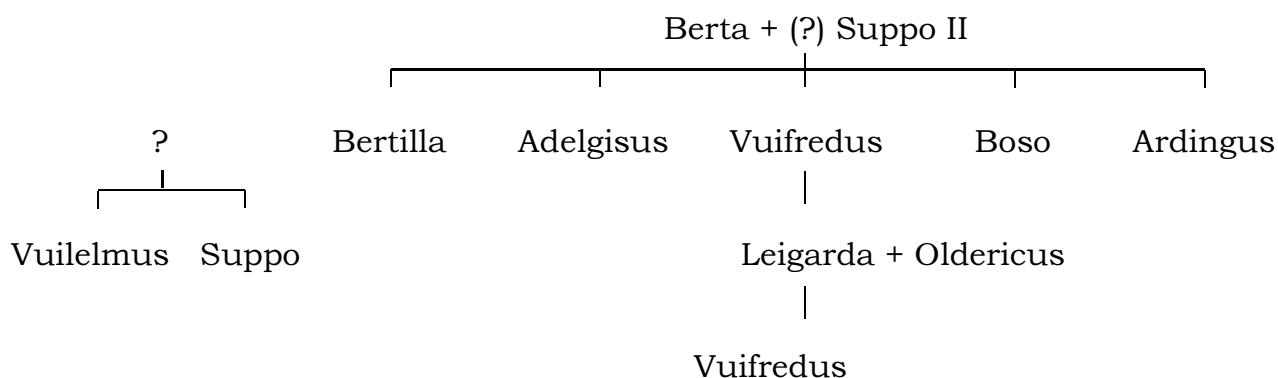 Berta + (?) Suppo II
? Bertilla Adelgisus Vuifredus Boso Ardingus
Vuilelmus Suppo Leigarda + Oldericus
Vuifredus